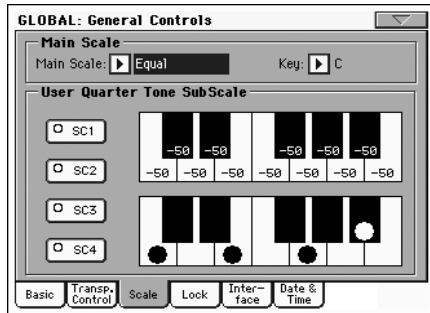 GLOBAL: General Controls
Main Scale
Main Scale: Equal Key: C
User Quarter Tone SubScale
SC1
SC2
SC3
SC4
-50 -50 -50 -50 -50
-50 -50 -50 -50 -50 -50 -50
Basic Transp. Control Scale Lock Inter- face Date & Time